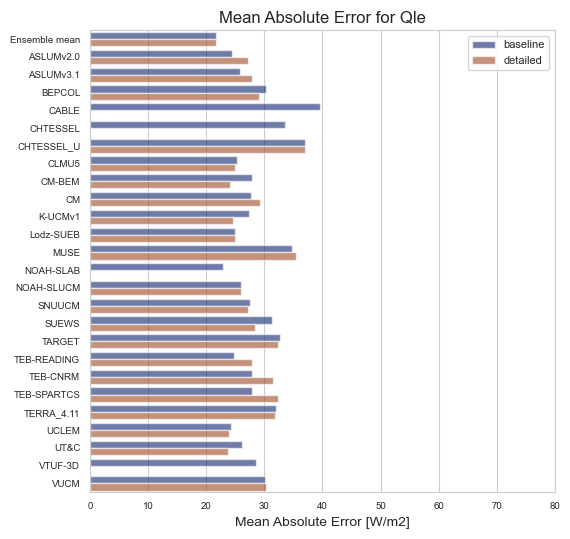 Mean Absolute Error for Qle
baseline
detailed
Ensemble mean
ASLUMv2.0
ASLUMv3.1
BEPCOL
CABLE
CHTESSEL
CHTESSEL_U
CLMU5
CM-BEM
CM
K-UCMv1
Lodz-SUEB
MUSE
NOAH-SLAB
NOAH-SLUCM
SNUUCM
SUEWS
TARGET
TEB-READING
TEB-CNRM
TEB-SPARTCS
TERRA_4.11
UCLEM
UT&C
VTUF-3D
VUCM
0 10 20 30 40 50 60 70 80
Mean Absolute Error [W/m2]